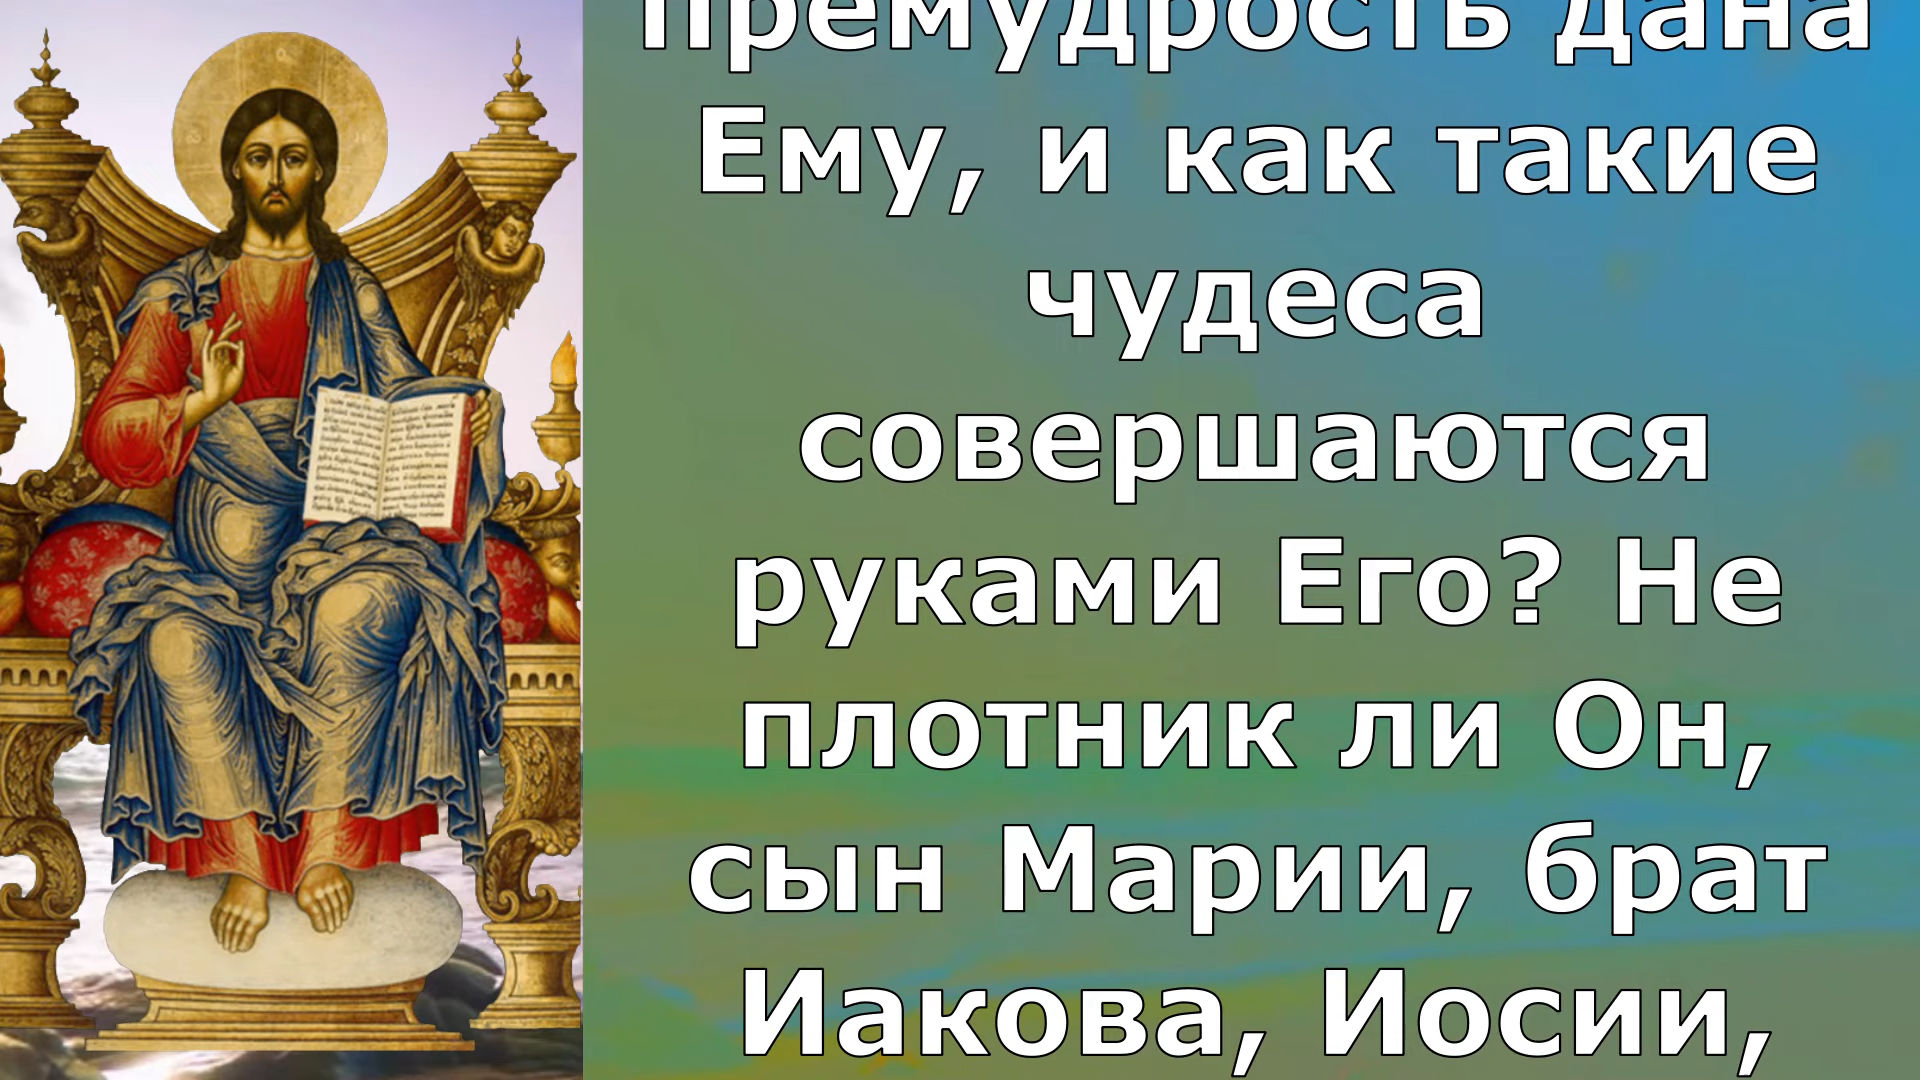 премудрость дана
Ему, и как такие
чудеса
совершаются
руками Его? Не
плотник ли Он,
сын Марии, брат
Иакова, Иосии,